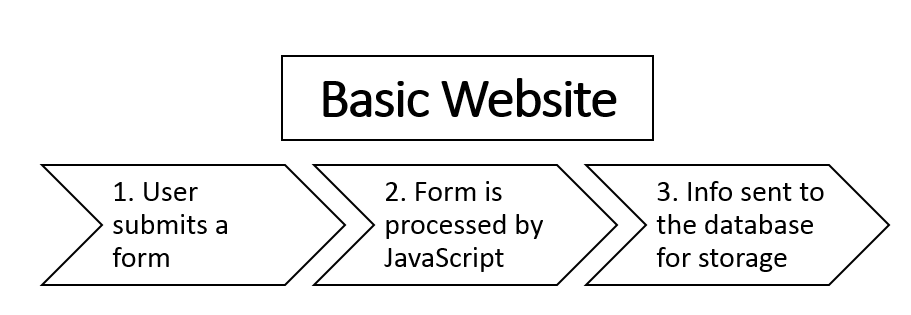 Basic Website
1. User
submits a
form
2. Form is
processed by
JavaScript
3. Info sent to
the database
for storage